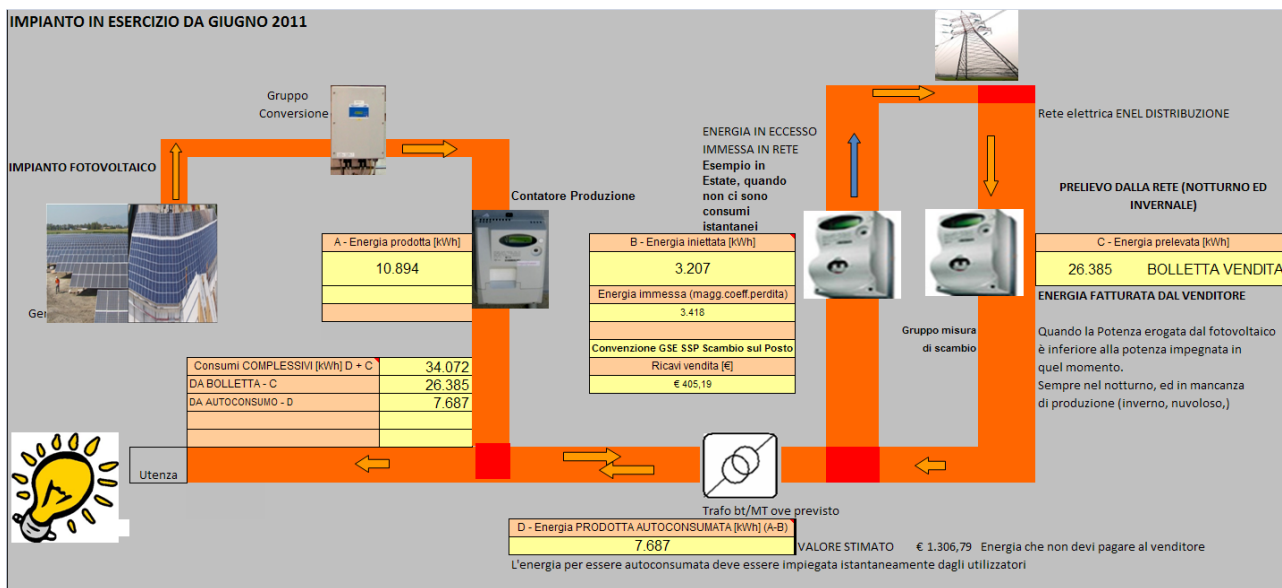 IMPIANTO IN ESERCIZIO DA GIUGNO 2011
Gruppo
Conversione
IMPIANTO FOTOVOLTAICO
Contatore Produzione
ENERGIA IN ECCESSO
IMMESSA IN RETE
Esempio in
Estate, quando
non ci sono
consumi
istantanei
Rete elettrica ENEL DISTRIBUZIONE
PRELIEVO DALLA RETE (NOTTURNO ED
INVERNALE)
A - Energia prodotta [kWh]
10.894
B - Energia iniettata [kWh]
3.207
Energia immessa (magg.coeff.perdita)
3.418
Convenzione GSE SSP Scambio sul Posto
Ricavi vendita [€]
€ 405,19
C - Energia prelevata [kWh]
26.385 BOLLETTA VENDITA
ENERGIA FATTURATA DAL VENDITORE
Gruppo misura
di scambio
Quando la Potenza erogata dal fotovoltaico
è inferiore alla potenza impegnata in
quel momento.
Sempre nel notturno, ed in mancanza
di produzione (inverno, nuvoloso,)
Consumi COMPLESSIVI [kWh] D + C 34.072
DA BOLLETTA - C 26.385
DA AUTOCONSUMO - D 7.687
Utenza
Trafo bt/MT ove previsto
D - Energia PRODOTTA AUTOCONSUMATA [kWh] (A-B)
7.687 VALORE STIMATO € 1.306,79 Energia che non devi pagare al venditore
L'energia per essere autoconsumata deve essere impiegata istantaneamente dagli utilizzatori